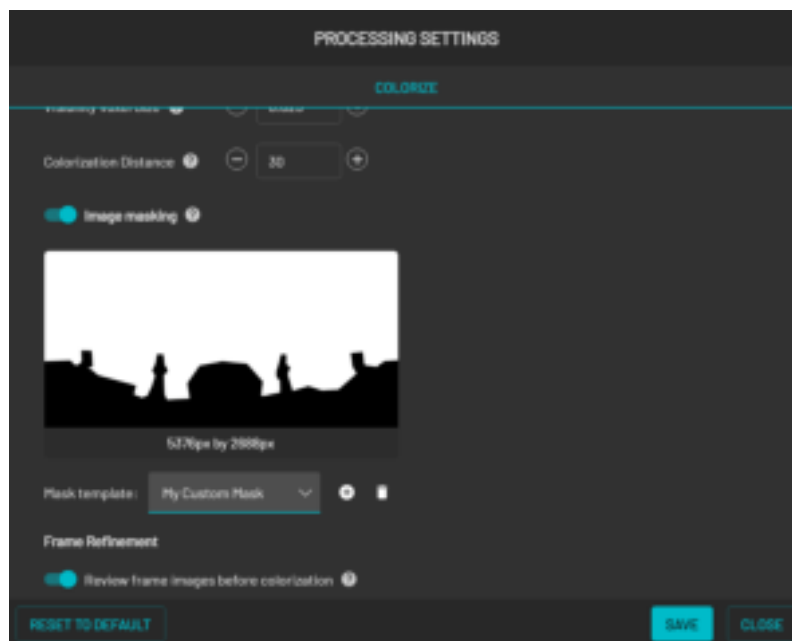 PROCESSING SETTINGS
COLORIZE
Colorization Distance 30
Image masking
5376px by 2688px
Mask template: My Custom Mask
Frame Refinement
Review frame images before colorization
RESET TO DEFAULT SAVE CLOSE